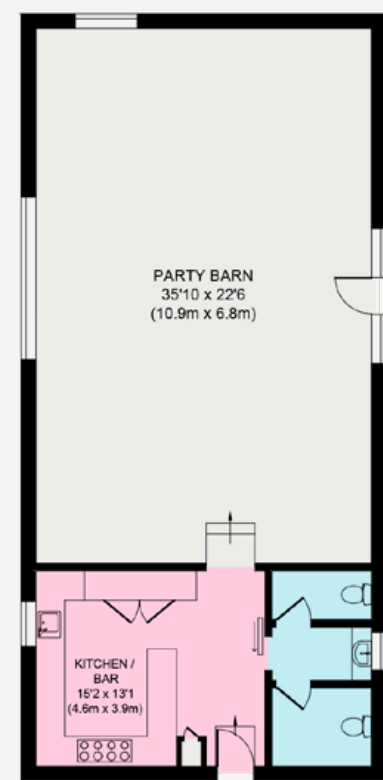 PARTY BARN
35'10 x 22'6
(10.9m x 6.8m)
KITCHEN /
BAR
15'2 x 13'1
(4.6m x 3.9m)